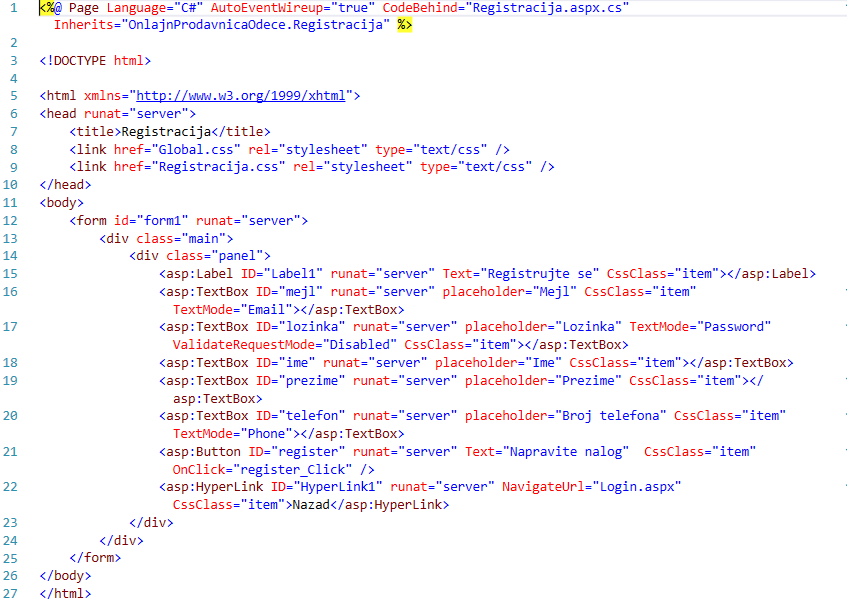 1 <%@ Page Language="C#" AutoEventWireup="true" CodeBehind="Registracija.aspx.cs"
Inherits="OnlajnProdavnicaOdece.Registracija" %>
2
3 <!DOCTYPE html>
4
5 <html xmlns="http://www.w3.org/1999/xhtml">
6 <head runat="server">
7 <title>Registracija</title>
8 <link href="Global.css" rel="stylesheet" type="text/css" />
9 <link href="Registracija.css" rel="stylesheet" type="text/css" />
10 </head>
11 <body>
12 <form id="form1" runat="server">
13 <div class="main">
14 <div class="panel">
15 <asp:Label ID="Label1" runat="server" Text="Registrujte se" CssClass="item"></asp:Label>
16 <asp:TextBox ID="mejl" runat="server" placeholder="Mejl" CssClass="item"
TextMode="Email"></asp:TextBox>
17 <asp:TextBox ID="lozinka" runat="server" placeholder="Lozinka" TextMode="Password"
ValidateRequestMode="Disabled" CssClass="item"></asp:TextBox>
18 <asp:TextBox ID="ime" runat="server" placeholder="Ime" CssClass="item"></asp:TextBox>
19 <asp:TextBox ID="prezime" runat="server" placeholder="Prezime" CssClass="item"></
asp:TextBox>
20 <asp:TextBox ID="telefon" runat="server" placeholder="Broj telefona" CssClass="item"
TextMode="Phone"></asp:TextBox>
21 <asp:Button ID="register" runat="server" Text="Napravite nalog"  CssClass="item"
OnClick="register_Click" />
22 <asp:HyperLink ID="HyperLink1" runat="server" NavigateUrl="Login.aspx"
CssClass="item">Nazad</asp:HyperLink>
23 </div>
24 </div>
25 </form>
26 </body>
27 </html>